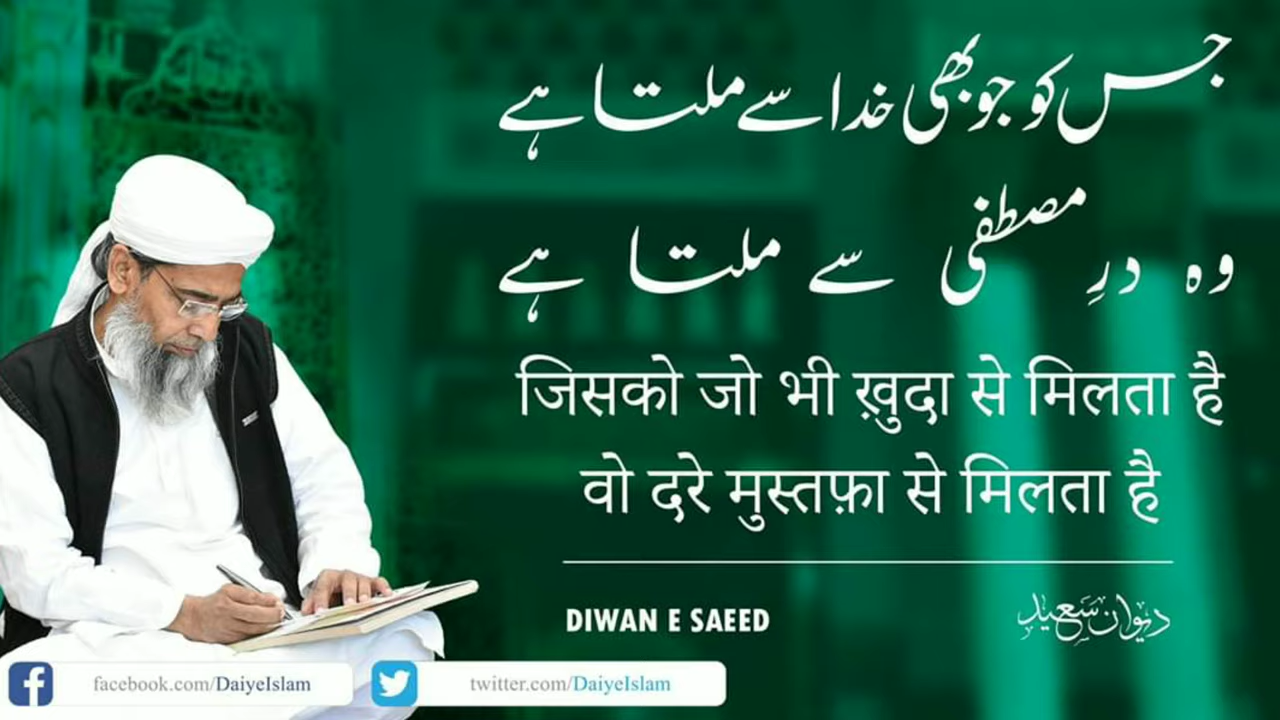 جس کو جو بھی خدا سے ملتا ہے
وہ درِ مصطفی سے ملتا ہے
जिसको जो भी ख़ुदा से मिलता है
वो दरे मुस्तफ़ा से मिलता है
DIWAN E SAEED
دیوان سَعِید
facebook.com/DaiyeIslam
twitter.com/DaiyeIslam